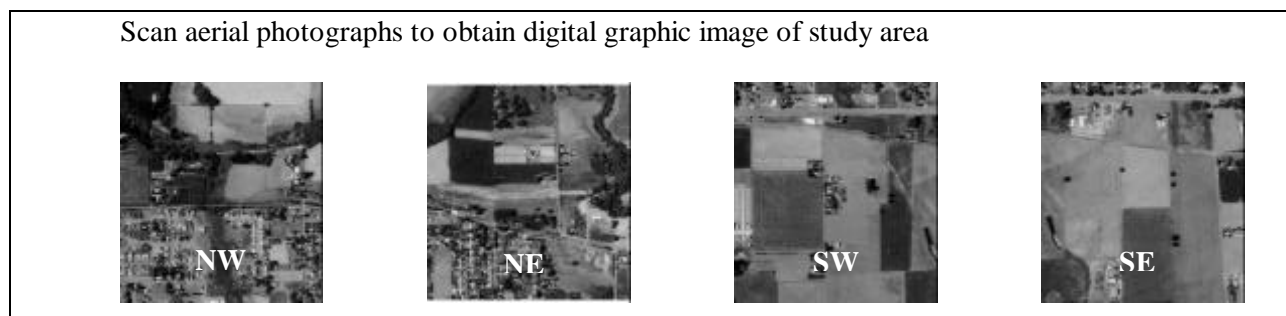 Scan aerial photographs to obtain digital graphic image of study area
NW
NE
SW
SE